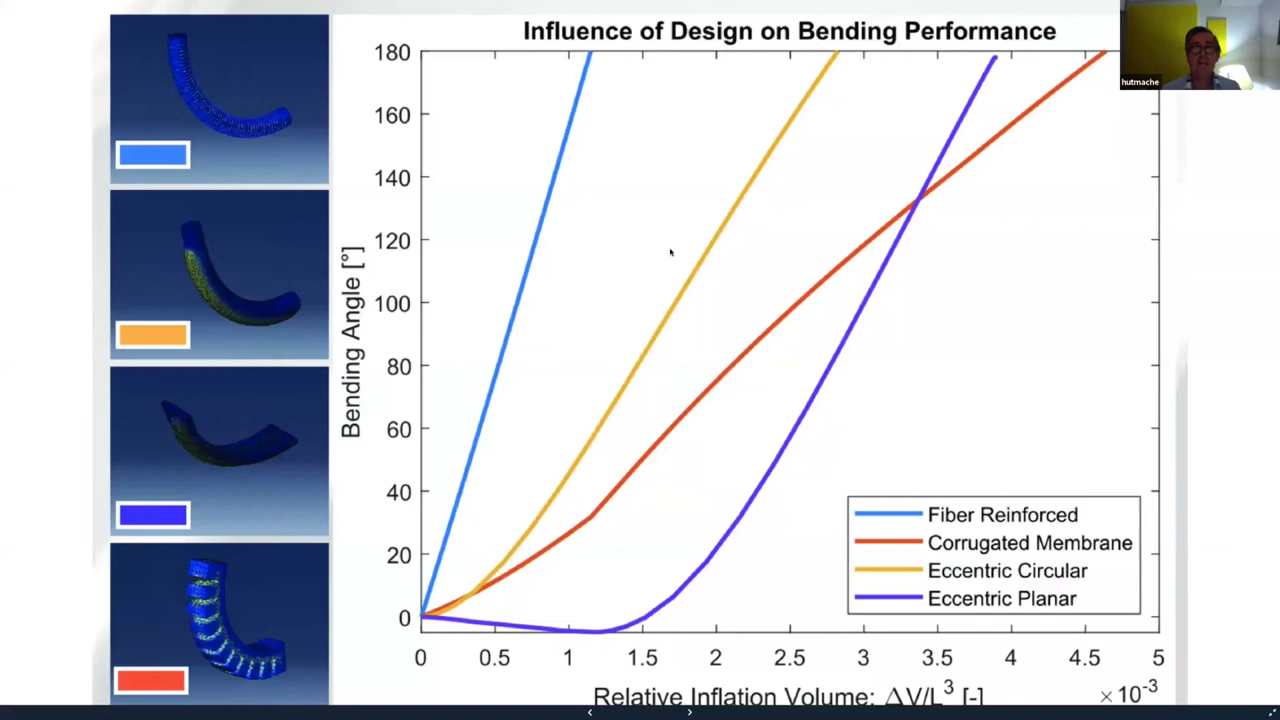 Influence of Design on Bending Performance
hutmache
180
160
140
120
100
80
60
40
20
0
Bending Angle [°]
Fiber Reinforced
Corrugated Membrane
Eccentric Circular
Eccentric Planar
0 0.5 1 1.5 2 2.5 3 3.5 4 4.5 5
Relative Inflation Volume: ΔV/L³ [-]
×10⁻³